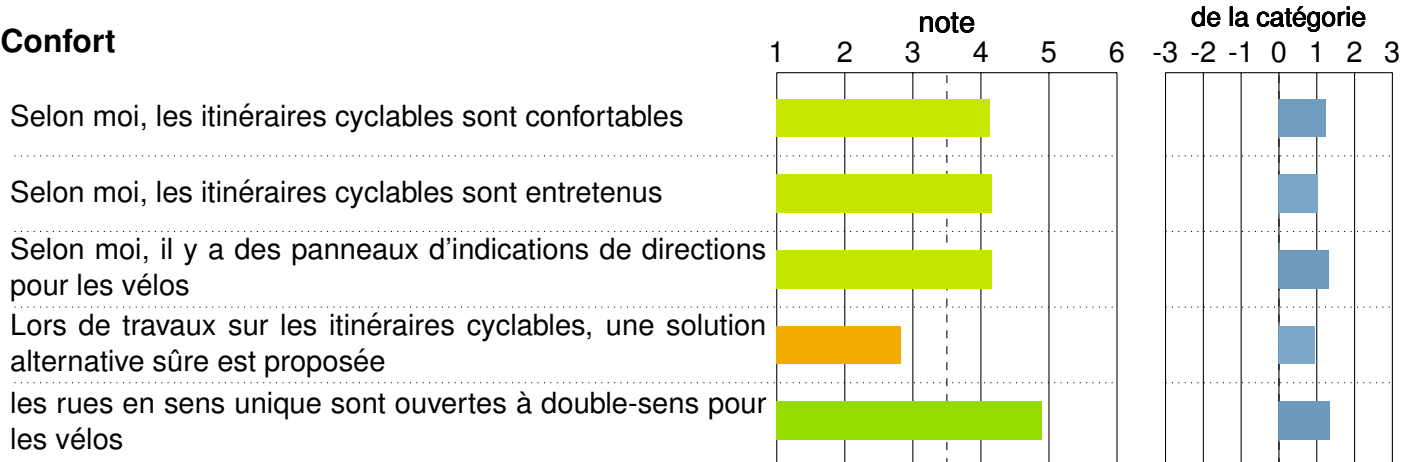 note
de la catégorie
Confort
1 2 3 4 5 6
-3 -2 -1 0 1 2 3
Selon moi, les itinéraires cyclables sont confortables
Selon moi, les itinéraires cyclables sont entretenus
Selon moi, il y a des panneaux d'indications de directions
pour les vélos
Lors de travaux sur les itinéraires cyclables, une solution
alternative sûre est proposée
les rues en sens unique sont ouvertes à double-sens pour
les vélos